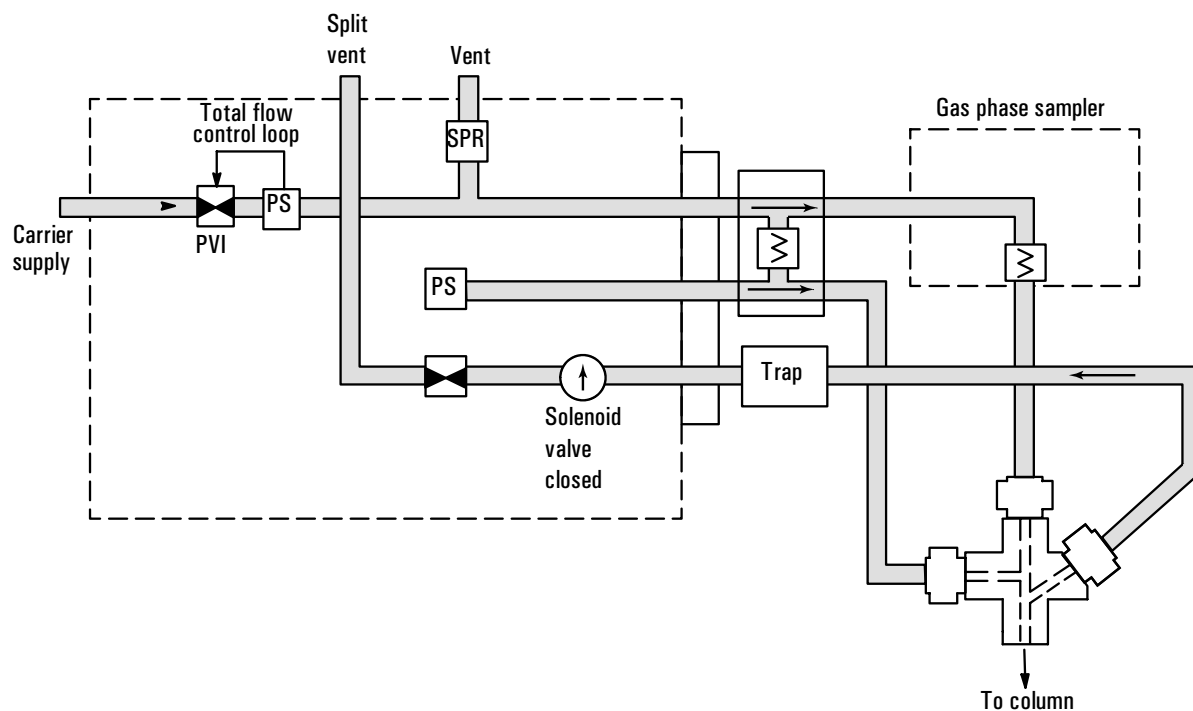 Split
vent
Vent
Total flow
control loop
Gas phase sampler
SPR
PS
Carrier
supply
PVI
PS
Trap
Solenoid
valve
closed
To column